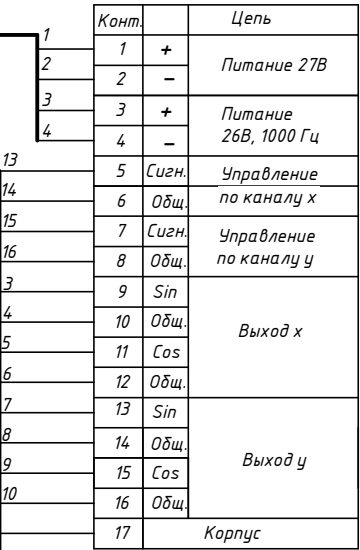 Конт. Цепь
1 1 +
Питание 27В
2 2 −
3 3 + Питание
4 4 − 26В, 1000 Гц
13 5 Сигн. Управление
14 6 Общ. по каналу x
15 7 Сигн. Управление
16 8 Общ. по каналу y
3 9 Sin
4 10 Общ.
Выход x
5 11 Cos
6 12 Общ.
7 13 Sin
8 14 Общ.
Выход y
9 15 Cos
10 16 Общ.
17 Корпус